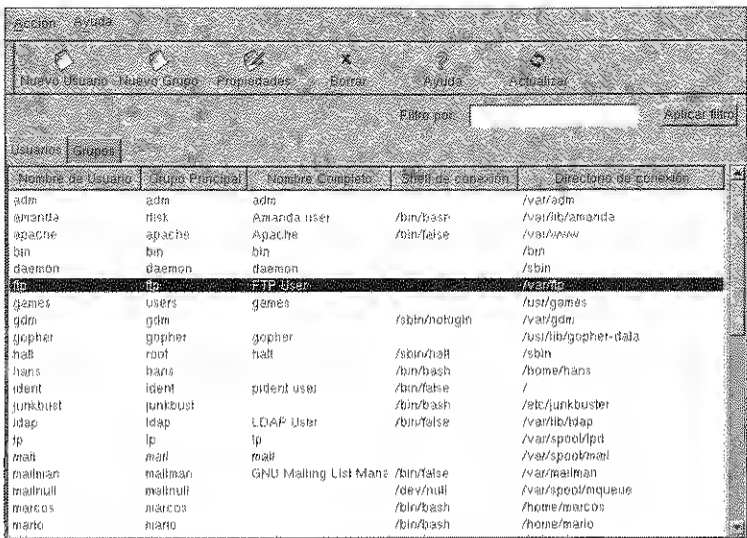 Acción Ayuda
Nuevo Usuario Nuevo Grupo Propiedades Borrar Ayuda Actualizar
Filtro por: Aplicar filtro
Usuarios Grupos
Nombre de Usuario Grupo Principal Nombre Completo Shell de conexión Directorio de conexión
adm adm adm /var/adm
amanda disk Amanda user /bin/bash /var/lib/amanda
apache apache Apache /bin/false /var/www
bin bin bin /bin
daemon daemon daemon /sbin
ftp ftp FTP User /var/ftp
games users games /usr/games
gdm gdm /sbin/nologin /var/gdm
gopher gopher gopher /usr/lib/gopher-data
halt root halt /sbin/halt /sbin
hans hans /bin/bash /home/hans
ident ident pident user /bin/false /
junkbust junkbust /bin/bash /etc/junkbuster
ldap ldap LDAP User /bin/false /var/lib/ldap
lp lp lp /var/spool/lpd
mail mail mail /var/spool/mail
mailman mailman GNU Mailing List Mana /bin/false /var/mailman
mailnull mailnull /dev/null /var/spool/mqueue
marcos marcos /bin/bash /home/marcos
mario mario /bin/bash /home/mario